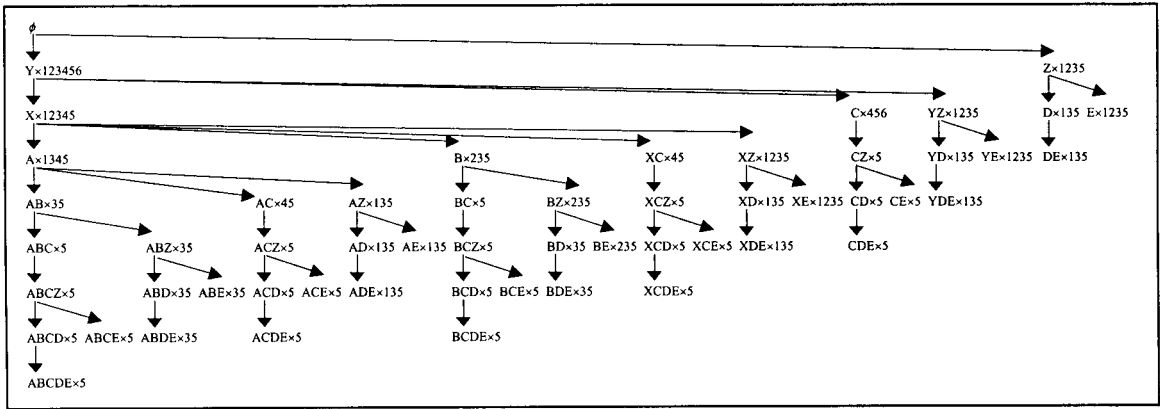 ϕ
Y×123456 Z×1235
X×12345 C×456 YZ×1235 D×135 E×1235
A×1345 B×235 XC×45 XZ×1235 CZ×5 YD×135 YE×1235 DE×135
AB×35 AC×45 AZ×135 BC×5 BZ×235 XCZ×5 XD×135 XE×1235 CD×5 CE×5 YDE×135
ABC×5 ABZ×35 ACZ×5 AD×135 AE×135 BCZ×5 BD×35 BE×235 XCD×5 XCE×5 XDE×135 CDE×5
ABCZ×5 ABD×35 ABE×35 ACD×5 ACE×5 ADE×135 BCD×5 BCE×5 BDE×35 XCDE×5
ABCD×5 ABCE×5 ABDE×35 ACDE×5 BCDE×5
ABCDE×5